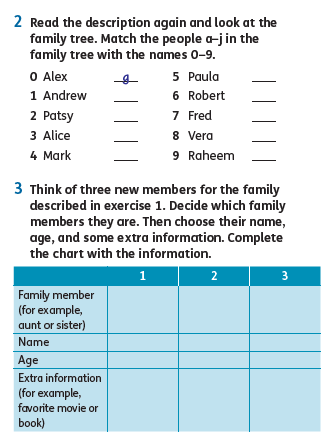 2 Read the description again and look at the
family tree. Match the people a–j in the
family tree with the names 0–9.
0 Alex g 5 Paula
1 Andrew 6 Robert
2 Patsy 7 Fred
3 Alice 8 Vera
4 Mark 9 Raheem
3 Think of three new members for the family
described in exercise 1. Decide which family
members they are. Then choose their name,
age, and some extra information. Complete
the chart with the information.
1 2 3
Family member
(for example,
aunt or sister)
Name
Age
Extra information
(for example,
favorite movie or
book)